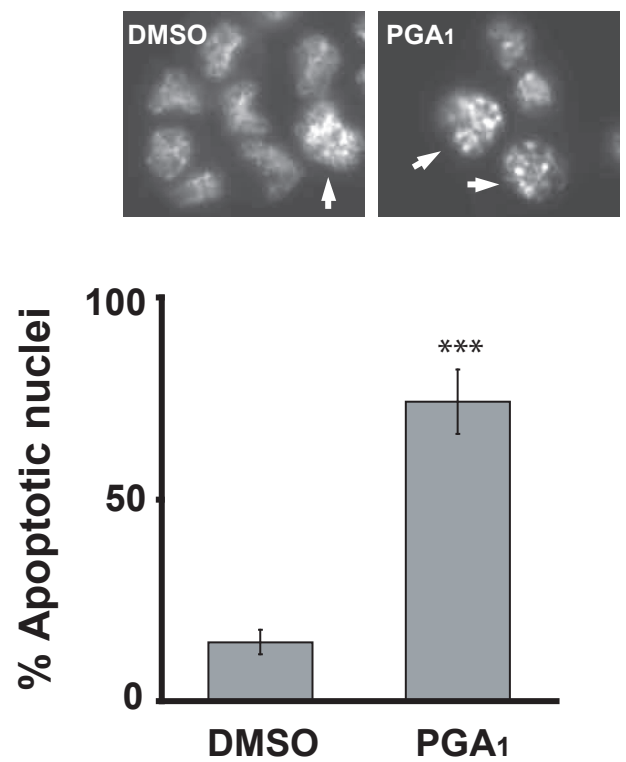 DMSO PGA1
100
***
50
0
% Apoptotic nuclei
DMSO PGA1